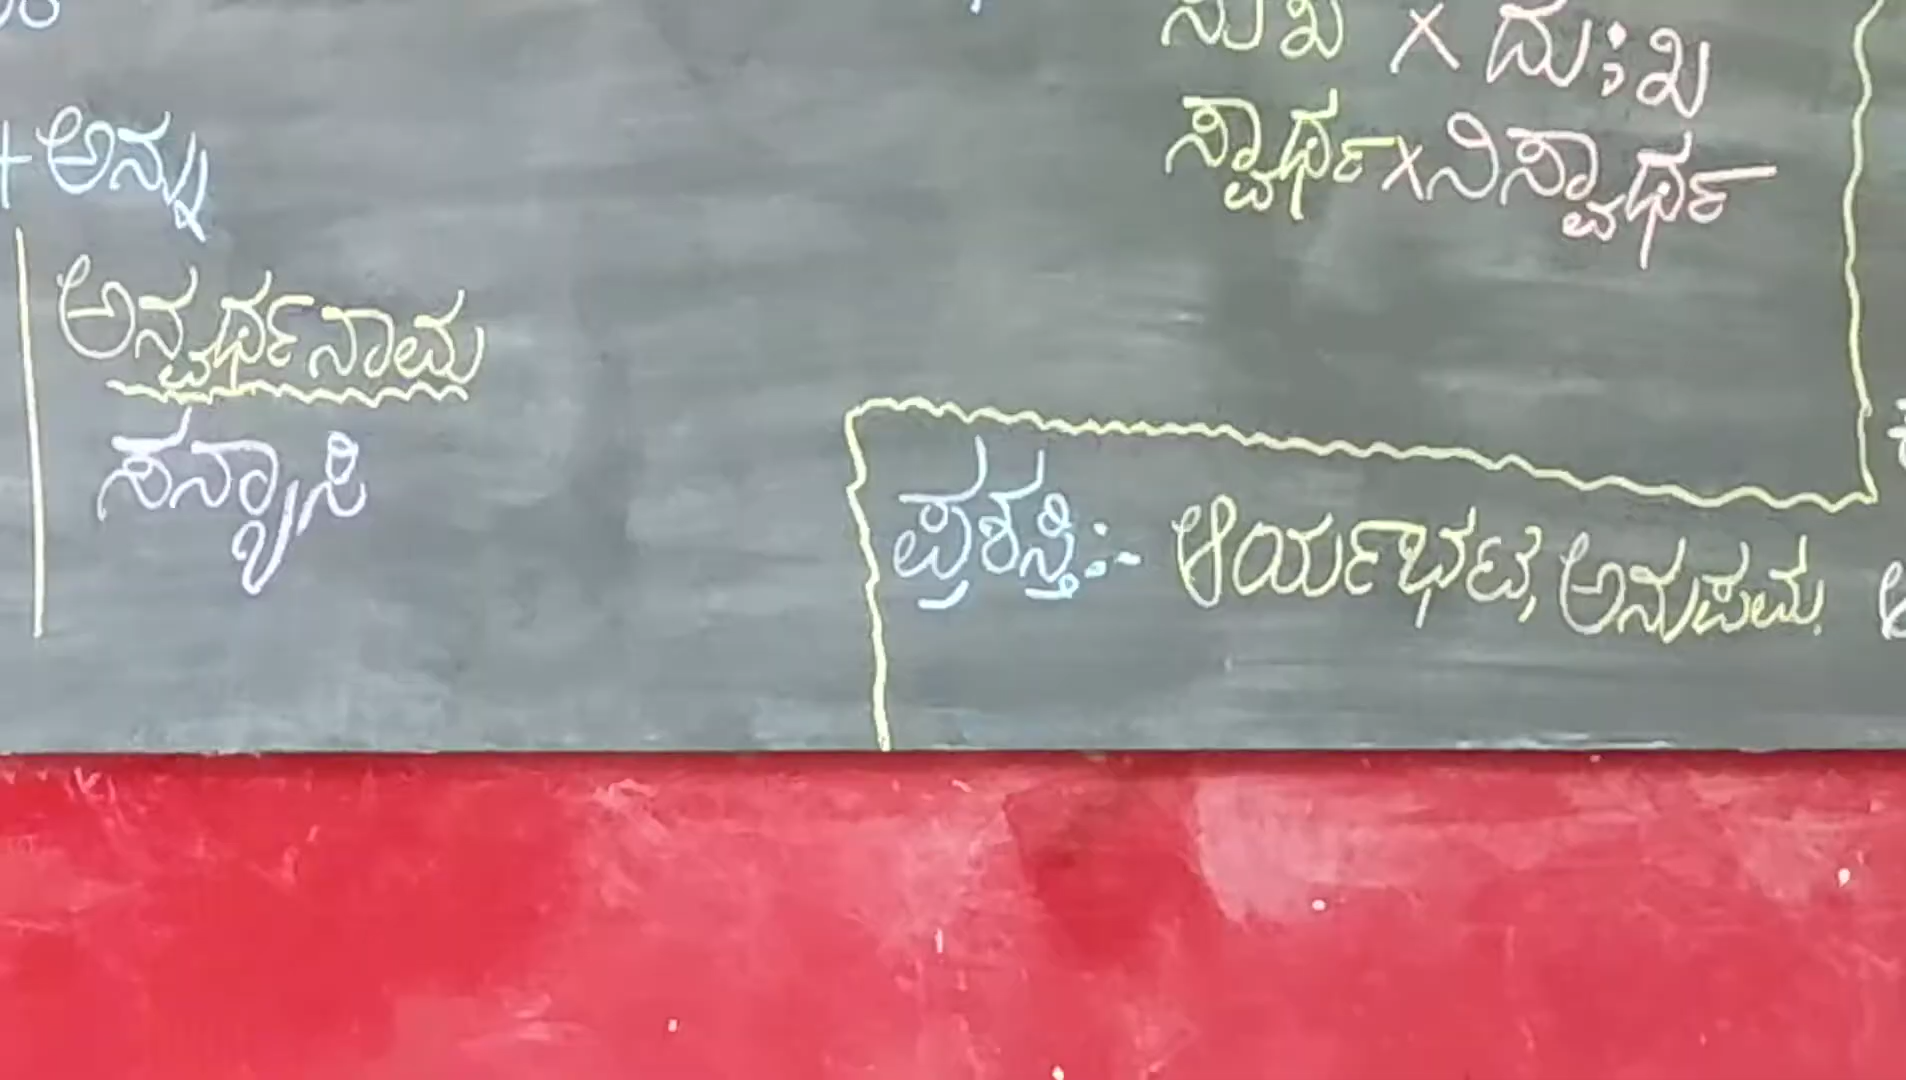 + ಅನ್ನು
ಅನ್ವರ್ಥನಾಮ
ಸನ್ಯಾಸಿ
ಸುಖ × ದುಃಖ
ಸ್ವಾರ್ಥ × ನಿಸ್ವಾರ್ಥ
ಪ್ರಶಸ್ತಿ:- ಆರ್ಯಭಟ, ಅನುಪಮ